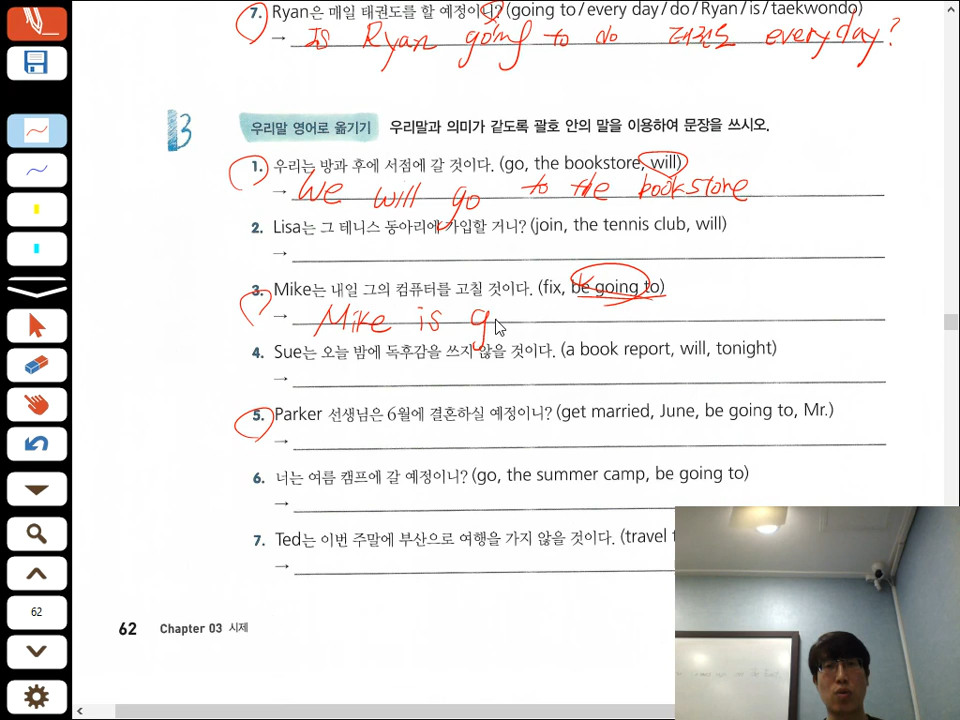 7. Ryan은 매일 태권도를 할 예정이니? (going to / every day / do / Ryan / is / taekwondo)
→ Is Ryan going to do 태권도 everyday?
B 우리말 영어로 옮기기 우리말과 의미가 같도록 괄호 안의 말을 이용하여 문장을 쓰시오.
1. 우리는 방과 후에 서점에 갈 것이다. (go, the bookstore, will)
→ We will go to the bookstore
2. Lisa는 그 테니스 동아리에 가입할 거니? (join, the tennis club, will)
→
3. Mike는 내일 그의 컴퓨터를 고칠 것이다. (fix, be going to)
→ Mike is g
4. Sue는 오늘 밤에 독후감을 쓰지 않을 것이다. (a book report, will, tonight)
→
5. Parker 선생님은 6월에 결혼하실 예정이니? (get married, June, be going to, Mr.)
→
6. 너는 여름 캠프에 갈 예정이니? (go, the summer camp, be going to)
→
7. Ted는 이번 주말에 부산으로 여행을 가지 않을 것이다. (travel
→
62
62 Chapter 03 시제